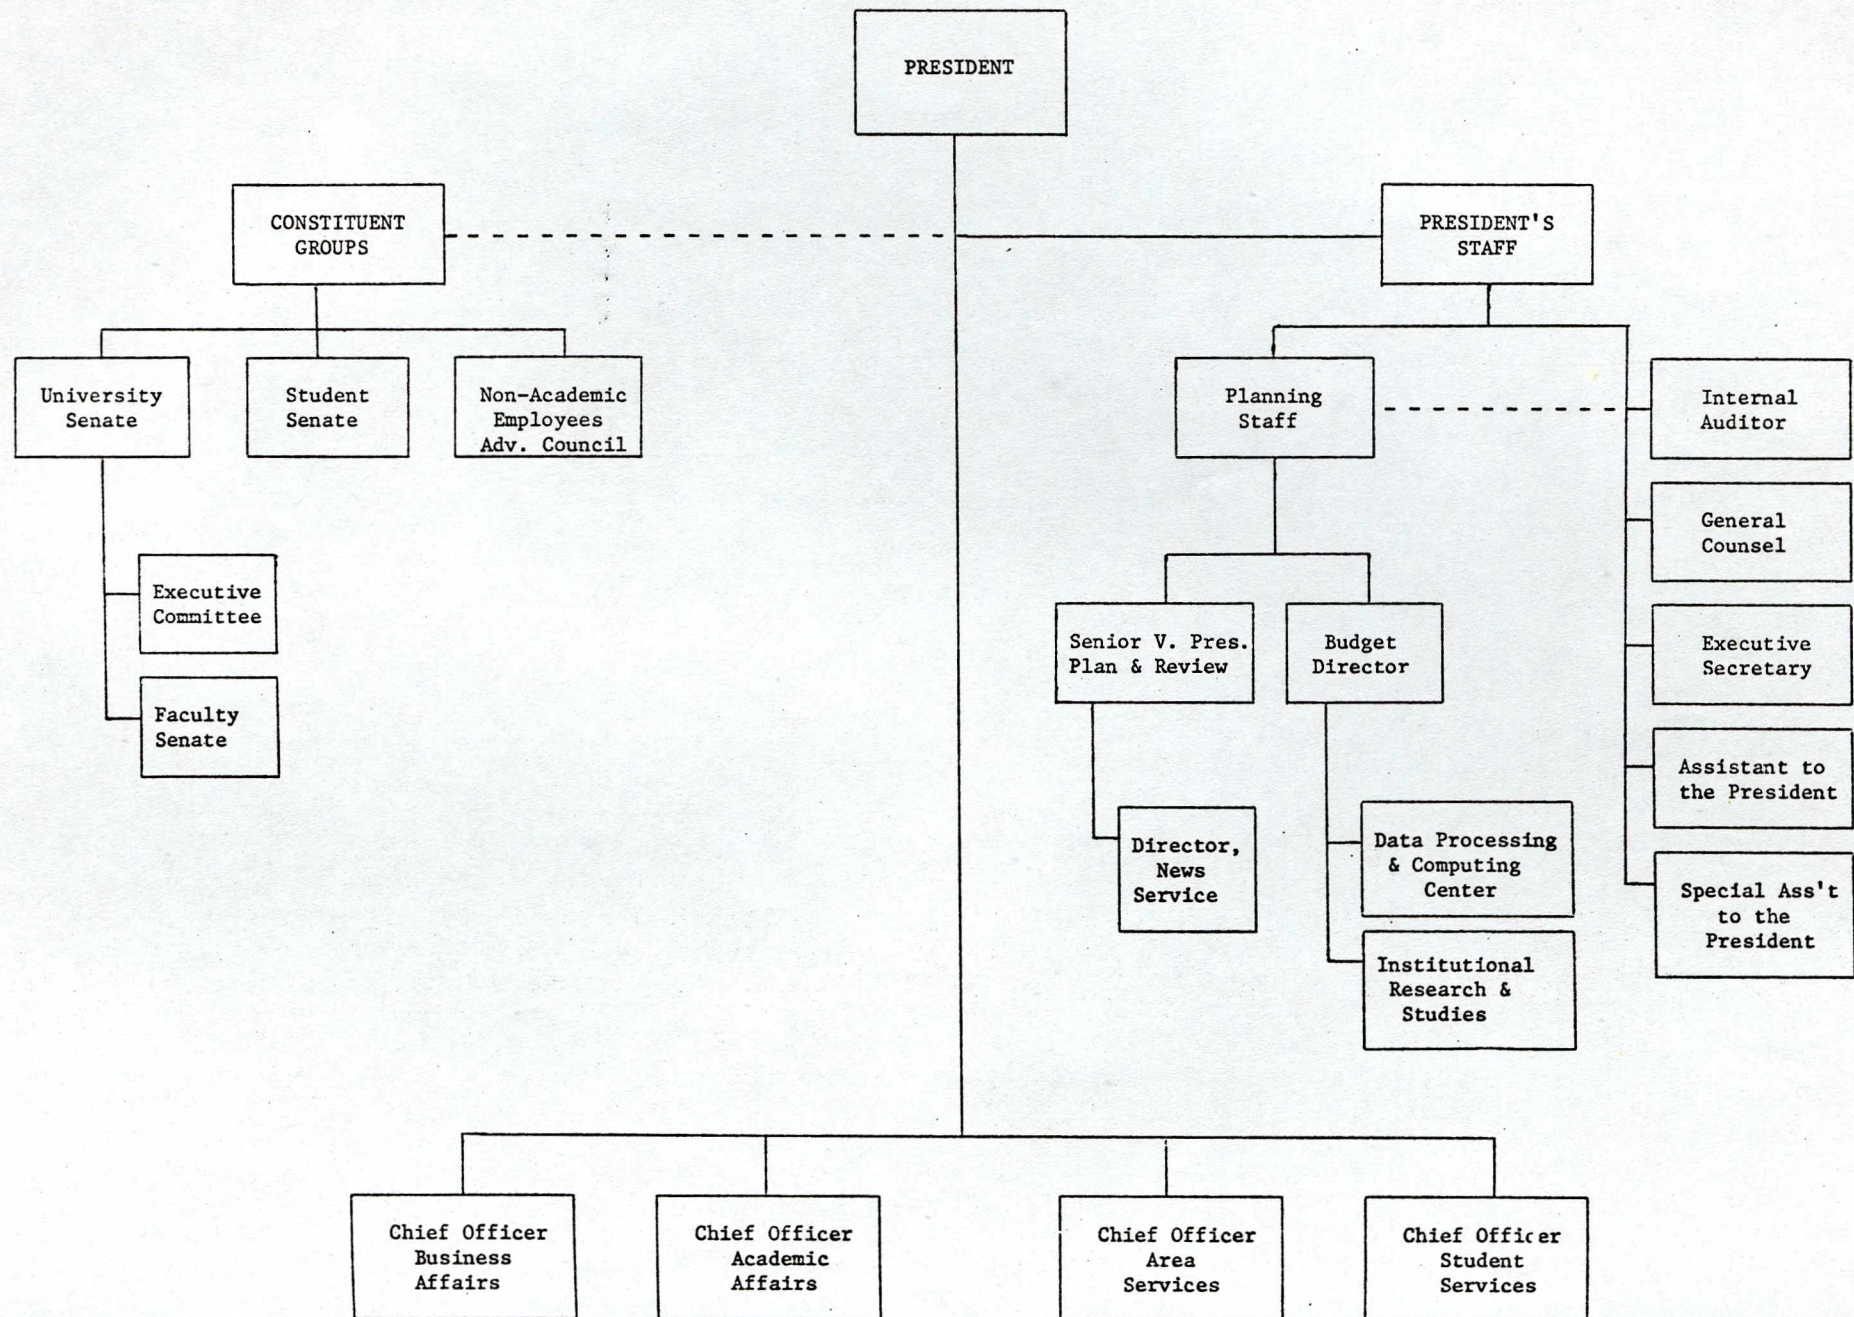 PRESIDENT
CONSTITUENT
GROUPS
PRESIDENT'S
STAFF
University
Senate
Student
Senate
Non-Academic
Employees
Adv. Council
Planning
Staff
Internal
Auditor
General
Counsel
Executive
Committee
Faculty
Senate
Senior V. Pres.
Plan & Review
Budget
Director
Executive
Secretary
Assistant to
the President
Director,
News
Service
Data Processing
& Computing
Center
Special Ass't
to the
President
Institutional
Research &
Studies
Chief Officer
Business
Affairs
Chief Officer
Academic
Affairs
Chief Officer
Area
Services
Chief Officer
Student
Services